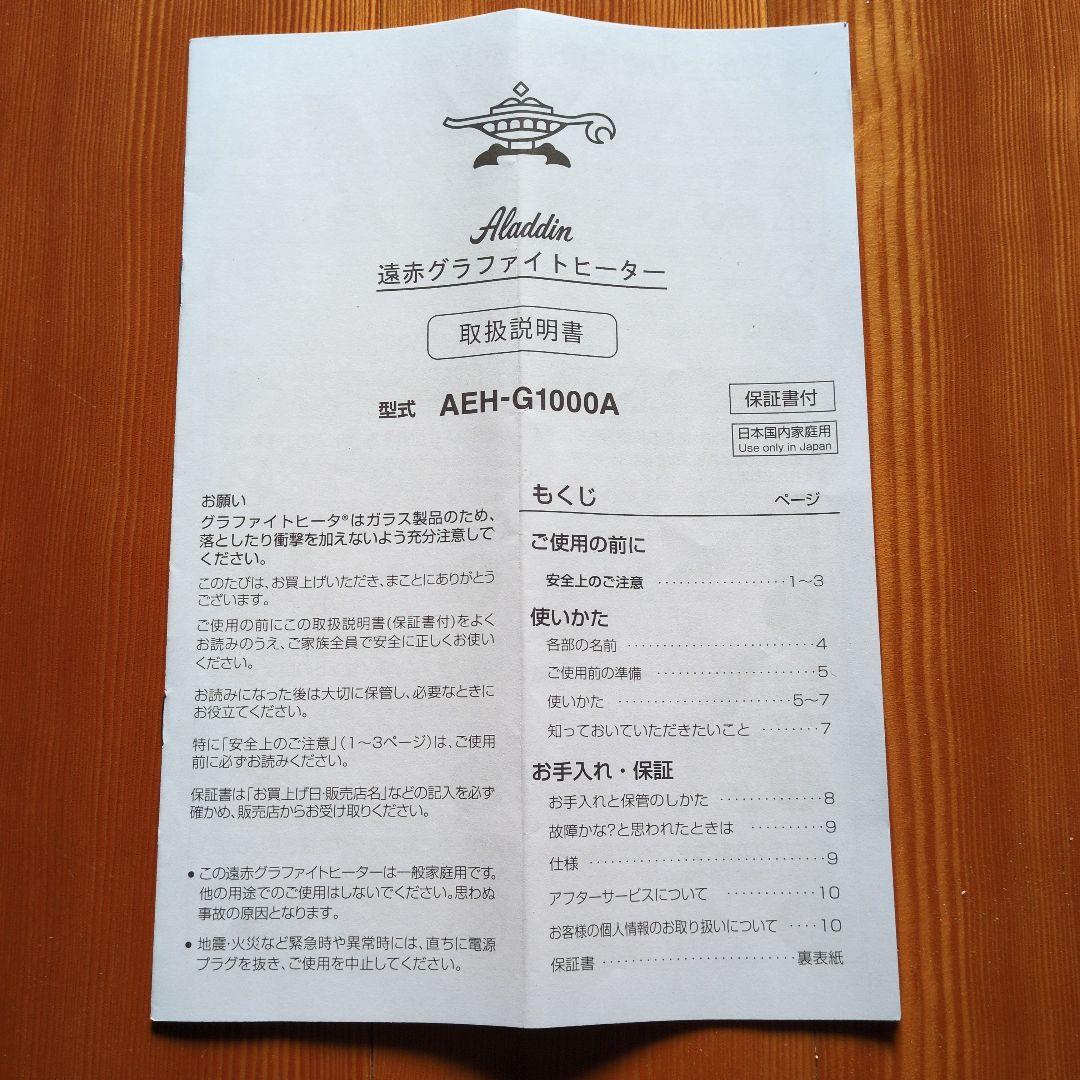 Aladdin
遠赤グラファイトヒーター
取扱説明書
型式 AEH-G1000A
保証書付
日本国内家庭用
Use only in Japan
お願い
グラファイトヒータ®はガラス製品のため、
落としたり衝撃を加えないよう充分注意して
ください。
このたびは、お買上げいただき、まことにありがとう
ございます。
ご使用の前にこの取扱説明書(保証書付)をよく
お読みのうえ、ご家族全員で安全に正しくお使い
ください。
お読みになった後は大切に保管し、必要なときに
お役立てください。
特に「安全上のご注意」(1〜3ページ)は、ご使用
前に必ずお読みください。
保証書は「お買上げ日・販売店名」などの記入を必ず
確かめ、販売店からお受け取りください。
●この遠赤グラファイトヒーターは一般家庭用です。
他の用途でのご使用はしないでください。思わぬ
事故の原因となります。
●地震・火災など緊急時や異常時には、直ちに電源
プラグを抜き、ご使用を中止してください。
もくじ ページ
ご使用の前に
安全上のご注意 ・・・・・・・・・・・・・・・・・・1〜3
使いかた
各部の名前 ・・・・・・・・・・・・・・・・・・・・・・・4
ご使用前の準備 ・・・・・・・・・・・・・・・・・・・・・・5
使いかた ・・・・・・・・・・・・・・・・・・・・・・・・5〜7
知っておいていただきたいこと ・・・・・・・・7
お手入れ・保証
お手入れと保管のしかた ・・・・・・・・・・・・・・8
故障かな?と思われたときは ・・・・・・・・・・9
仕様 ・・・・・・・・・・・・・・・・・・・・・・・・・・・・・・・9
アフターサービスについて ・・・・・・・・・・・・10
お客様の個人情報のお取り扱いについて ・・・・10
保証書 ・・・・・・・・・・・・・・・・・・・・・・・・・裏表紙